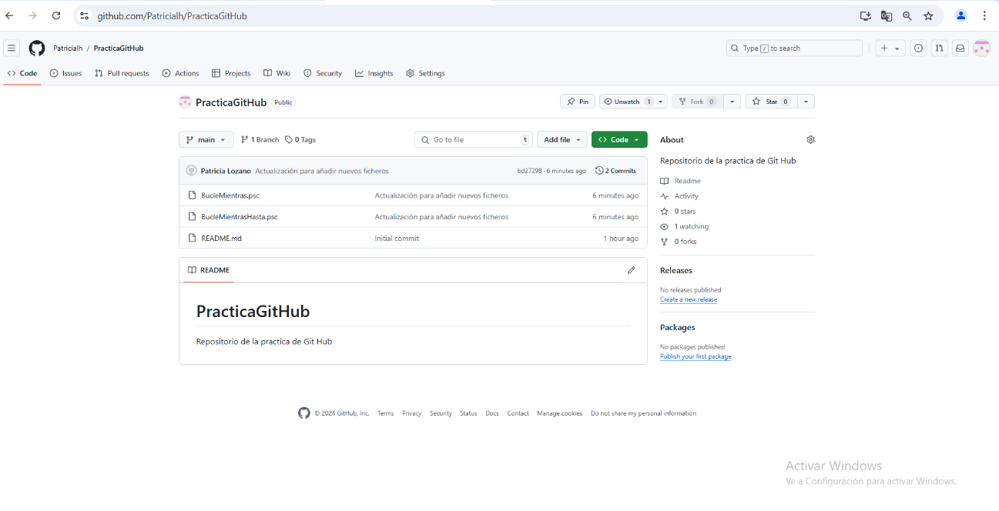 github.com/Patricialh/PracticaGitHub
Patricialh / PracticaGitHub
Type / to search
Code Issues Pull requests Actions Projects Wiki Security Insights Settings
PracticaGitHub Public
Pin Unwatch 1 Fork 0 Star 0
main 1 Branch 0 Tags Go to file t Add file Code
Patricia Lozano Actualización para añadir nuevos ficheros bd27298 · 6 minutes ago 2 Commits
BucleMientras.psc Actualización para añadir nuevos ficheros 6 minutes ago
BucleMientrasHasta.psc Actualización para añadir nuevos ficheros 6 minutes ago
README.md Initial commit 1 hour ago
README
PracticaGitHub
Repositorio de la practica de Git Hub
About
Repositorio de la practica de Git Hub
Readme
Activity
0 stars
1 watching
0 forks
Releases
No releases published
Create a new release
Packages
No packages published
Publish your first package
© 2024 GitHub, Inc. Terms Privacy Security Status Docs Contact Manage cookies Do not share my personal information
Activar Windows
Ve a Configuración para activar Windows.